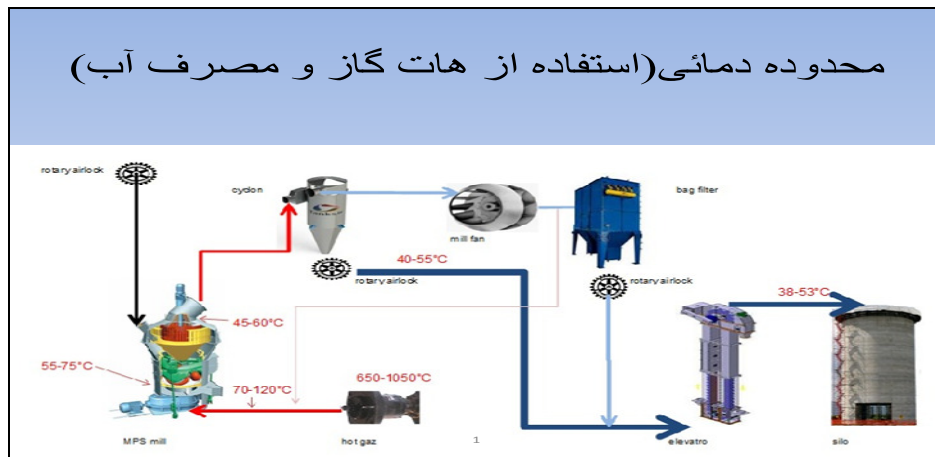 محدوده دمائی(استفاده از هات گاز و مصرف آب)
rotary airlock
cyclon
mill fan
bag filter
40-55°C
rotary airlock
rotary airlock
38-53°C
45-60°C
55-75°C
70-120°C
650-1050°C
MPS mill
hot gaz
1
elevatro
silo